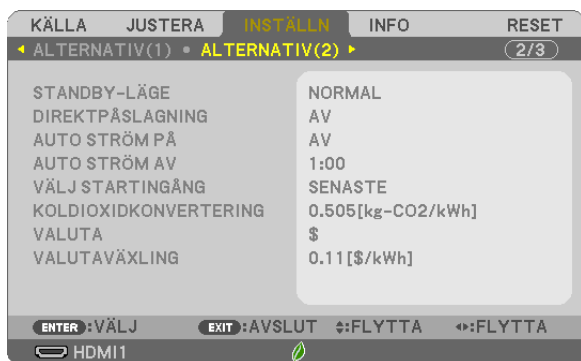 KÄLLA JUSTERA INSTÄLLN INFO RESET
ALTERNATIV(1) ALTERNATIV(2) 2/3
STANDBY-LÄGE NORMAL
DIREKTPÅSLAGNING AV
AUTO STRÖM PÅ AV
AUTO STRÖM AV 1:00
VÄLJ STARTINGÅNG SENASTE
KOLDIOXIDKONVERTERING 0.505[kg-CO2/kWh]
VALUTA $
VALUTAVÄXLING 0.11[$/kWh]
ENTER:VÄLJ EXIT:AVSLUT :FLYTTA :FLYTTA
HDMI1